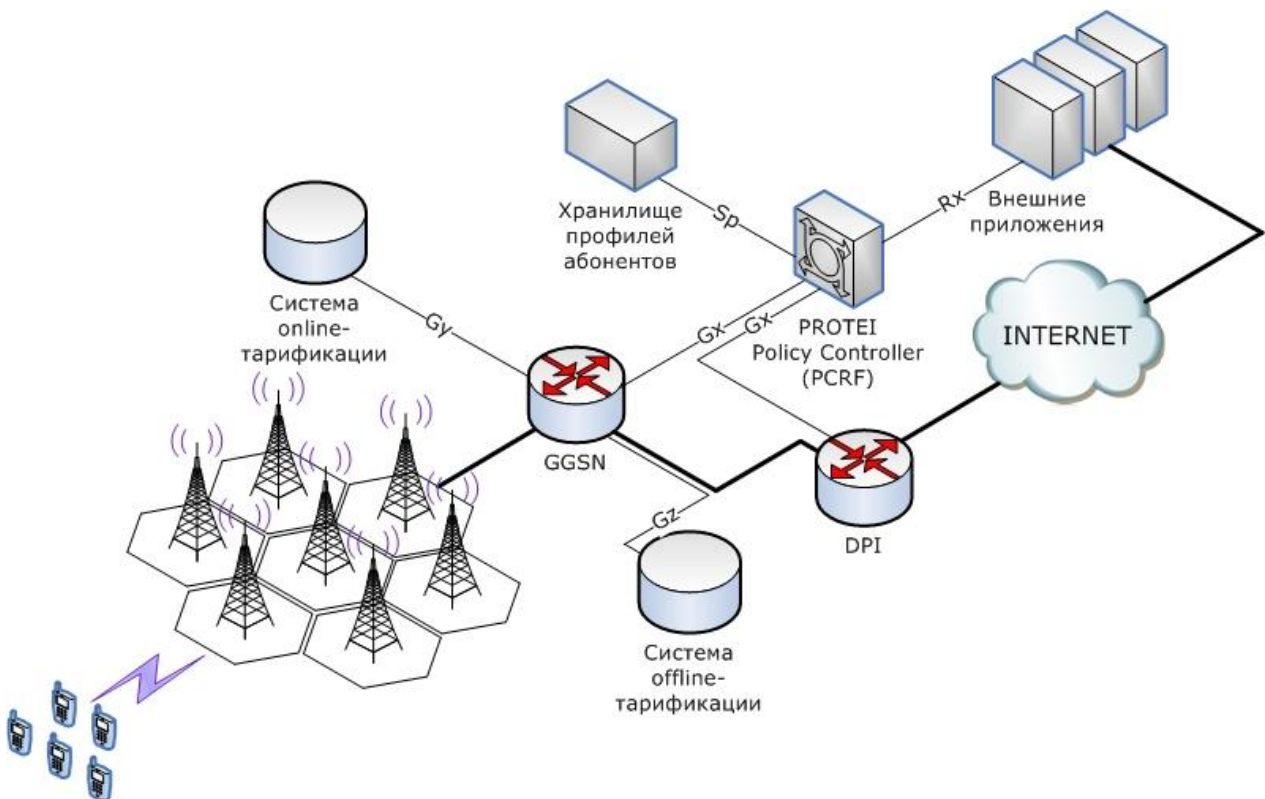 Хранилище
профилей
абонентов
Sp
Rx
Внешние
приложения
Система
online-
тарификации
Gy
Gx
Gx
PROTEI
Policy Controller
(PCRF)
INTERNET
GGSN
DPI
Gz
Система
offline-
тарификации